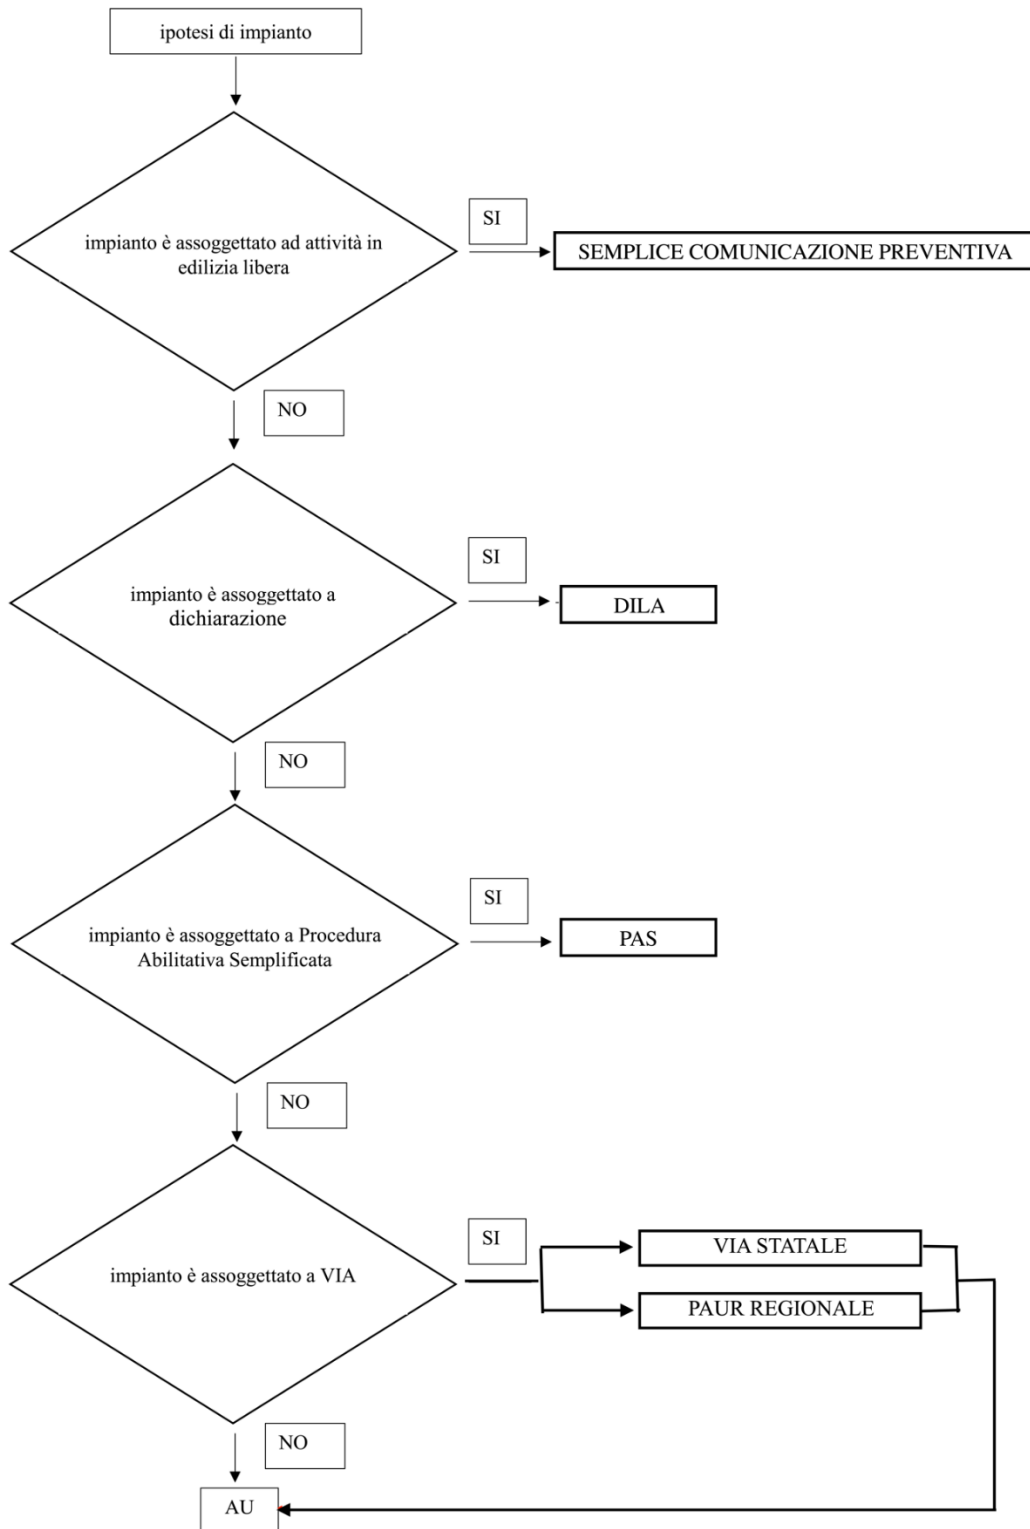 ipotesi di impianto
SI
impianto è assoggettato ad attività in
edilizia libera
SEMPLICE COMUNICAZIONE PREVENTIVA
NO
SI
impianto è assoggettato a
dichiarazione
DILA
NO
SI
impianto è assoggettato a Procedura
Abilitativa Semplificata
PAS
NO
SI
VIA STATALE
impianto è assoggettato a VIA
PAUR REGIONALE
NO
AU